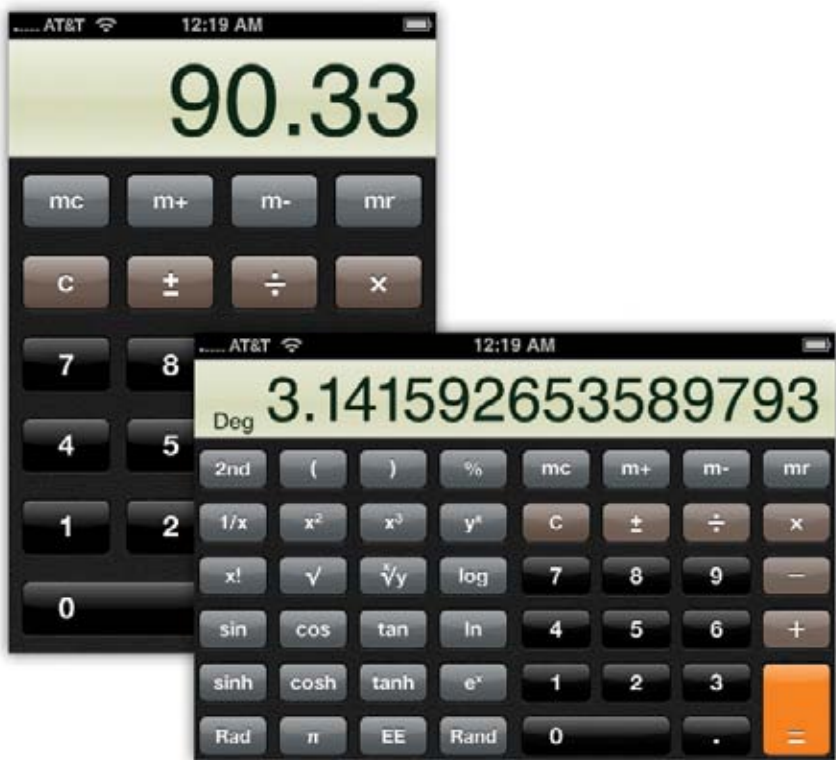 ..... AT&T 12:19 AM
90.33
mc m+ m- mr
C ± ÷ ×
7 8
4 5
1 2
0
..... AT&T 12:19 AM
Deg 3.141592653589793
2nd ( ) % mc m+ m- mr
1/x x² x³ yˣ C ± ÷ ×
x! √ ˣ√y log 7 8 9 −
sin cos tan ln 4 5 6 +
sinh cosh tanh eˣ 1 2 3
Rad π EE Rand 0 . =